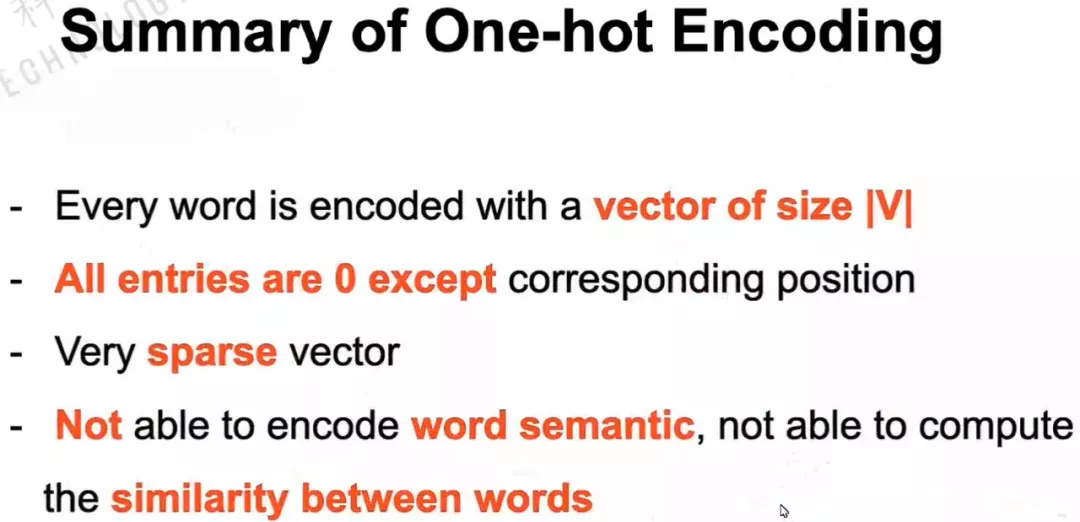 Summary of One-hot Encoding
- Every word is encoded with a vector of size |V|
- All entries are 0 except corresponding position
- Very sparse vector
- Not able to encode word semantic, not able to compute
the similarity between words